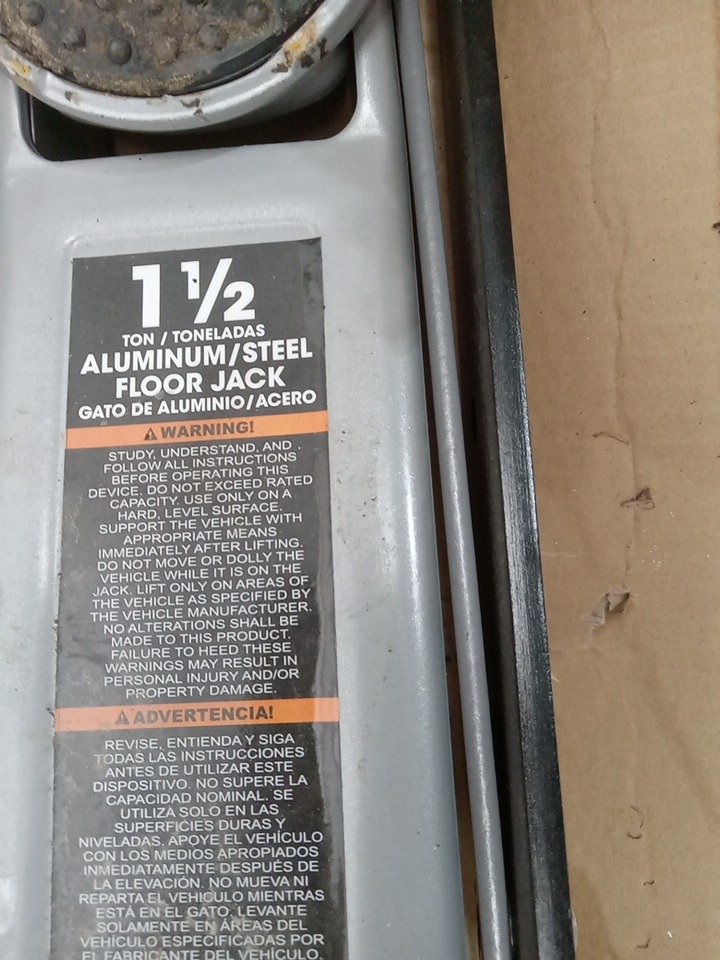 1 1/2
TON / TONELADAS
ALUMINUM/STEEL
FLOOR JACK
GATO DE ALUMINIO/ACERO
⚠ WARNING!
STUDY, UNDERSTAND, AND
FOLLOW ALL INSTRUCTIONS
BEFORE OPERATING THIS
DEVICE. DO NOT EXCEED RATED
CAPACITY. USE ONLY ON A
HARD, LEVEL SURFACE.
SUPPORT THE VEHICLE WITH
APPROPRIATE MEANS
IMMEDIATELY AFTER LIFTING.
DO NOT MOVE OR DOLLY THE
VEHICLE WHILE IT IS ON THE
JACK. LIFT ONLY ON AREAS OF
THE VEHICLE AS SPECIFIED BY
THE VEHICLE MANUFACTURER.
NO ALTERATIONS SHALL BE
MADE TO THIS PRODUCT.
FAILURE TO HEED THESE
WARNINGS MAY RESULT IN
PERSONAL INJURY AND/OR
PROPERTY DAMAGE.
⚠ ADVERTENCIA!
REVISE, ENTIENDA Y SIGA
TODAS LAS INSTRUCCIONES
ANTES DE UTILIZAR ESTE
DISPOSITIVO. NO SUPERE LA
CAPACIDAD NOMINAL. SE
UTILIZA SOLO EN LAS
SUPERFICIES DURAS Y
NIVELADAS. APOYE EL VEHÍCULO
CON LOS MEDIOS APROPIADOS
INMEDIATAMENTE DESPUÉS DE
LA ELEVACIÓN. NO MUEVA NI
REPARTA EL VEHICULO MIENTRAS
ESTÁ EN EL GATO. LEVANTE
SOLAMENTE EN ÁREAS DEL
VEHÍCULO ESPECIFICADAS POR
EL FABRICANTE DEL VEHÍCULO.